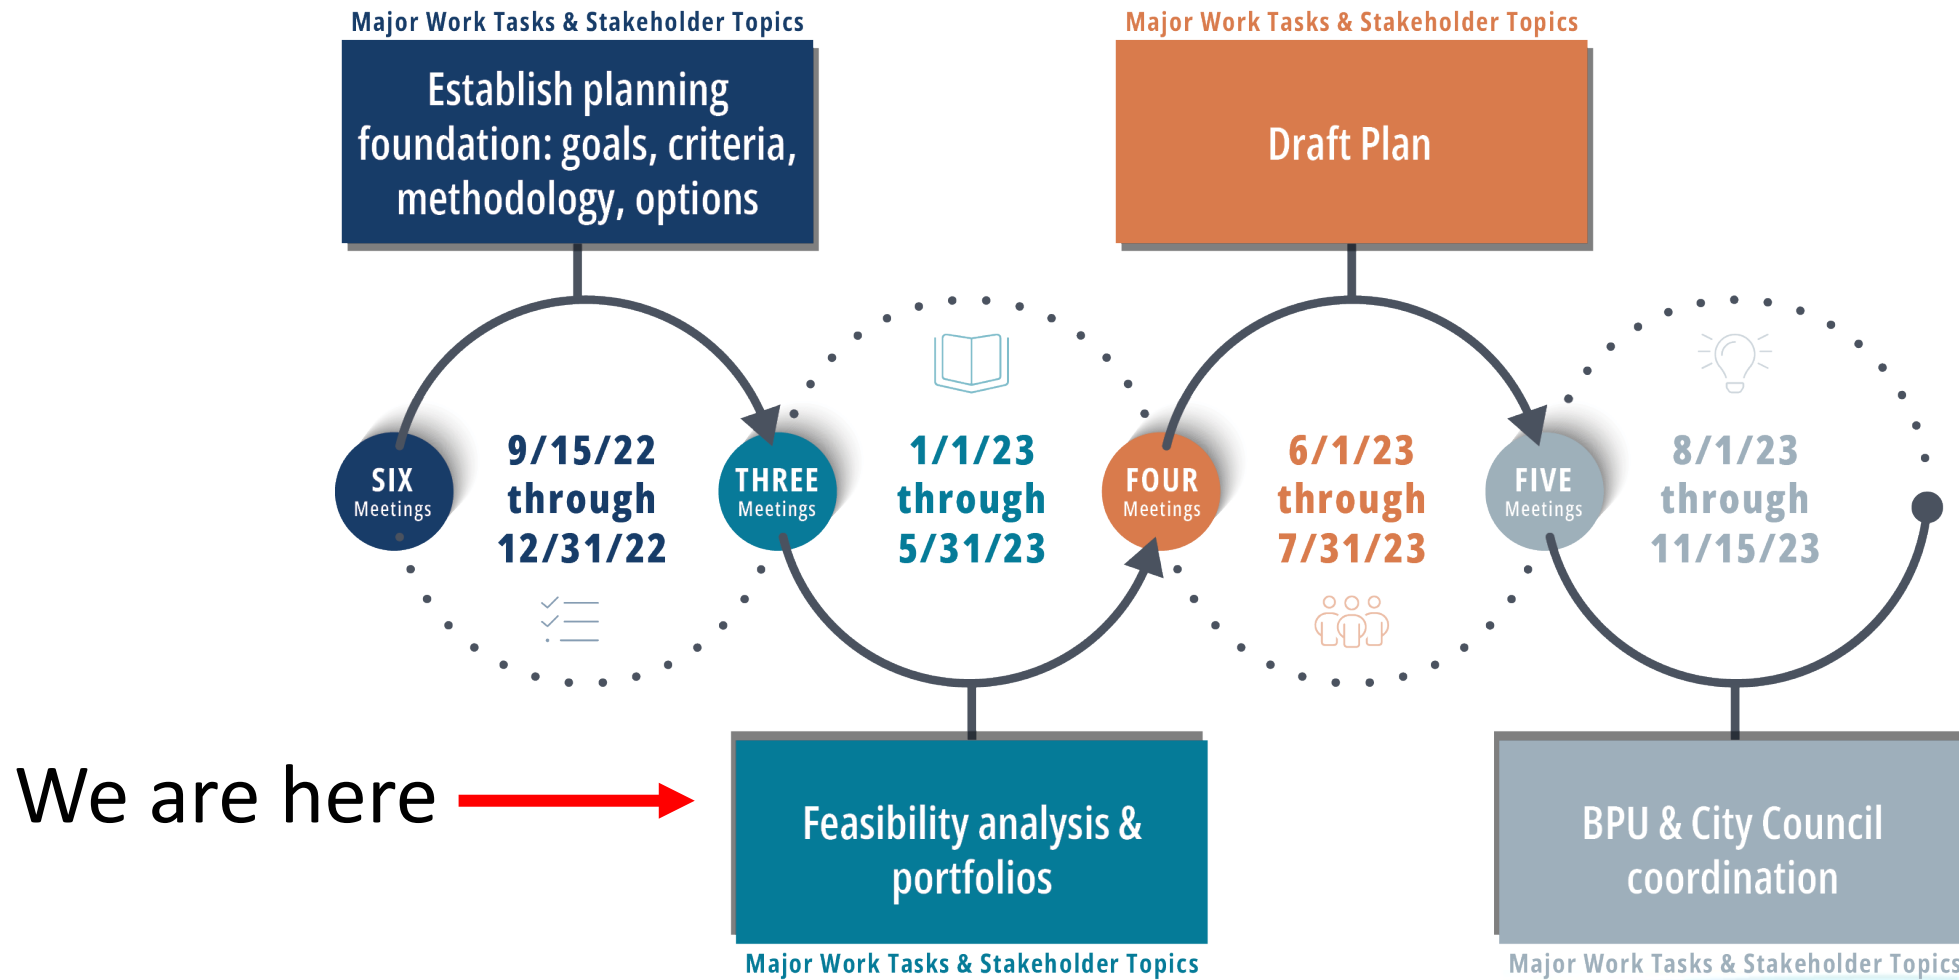 Major Work Tasks & Stakeholder Topics
Establish planning
foundation: goals, criteria,
methodology, options
Major Work Tasks & Stakeholder Topics
Draft Plan
SIX
Meetings
9/15/22
through
12/31/22
THREE
Meetings
1/1/23
through
5/31/23
FOUR
Meetings
6/1/23
through
7/31/23
FIVE
Meetings
8/1/23
through
11/15/23
We are here
Feasibility analysis &
portfolios
Major Work Tasks & Stakeholder Topics
BPU & City Council
coordination
Major Work Tasks & Stakeholder Topics